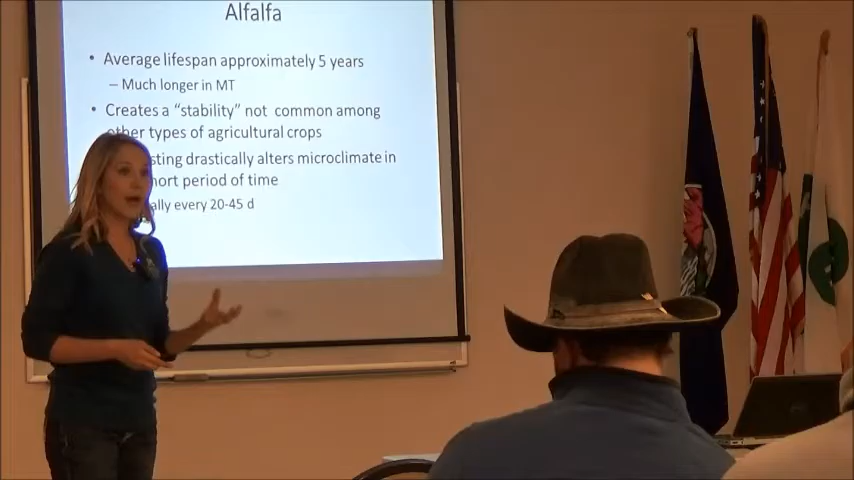 Alfalfa
• Average lifespan approximately 5 years
– Much longer in MT
• Creates a "stability" not common among
other types of agricultural crops
sting drastically alters microclimate in
hort period of time
ally every 20-45 d